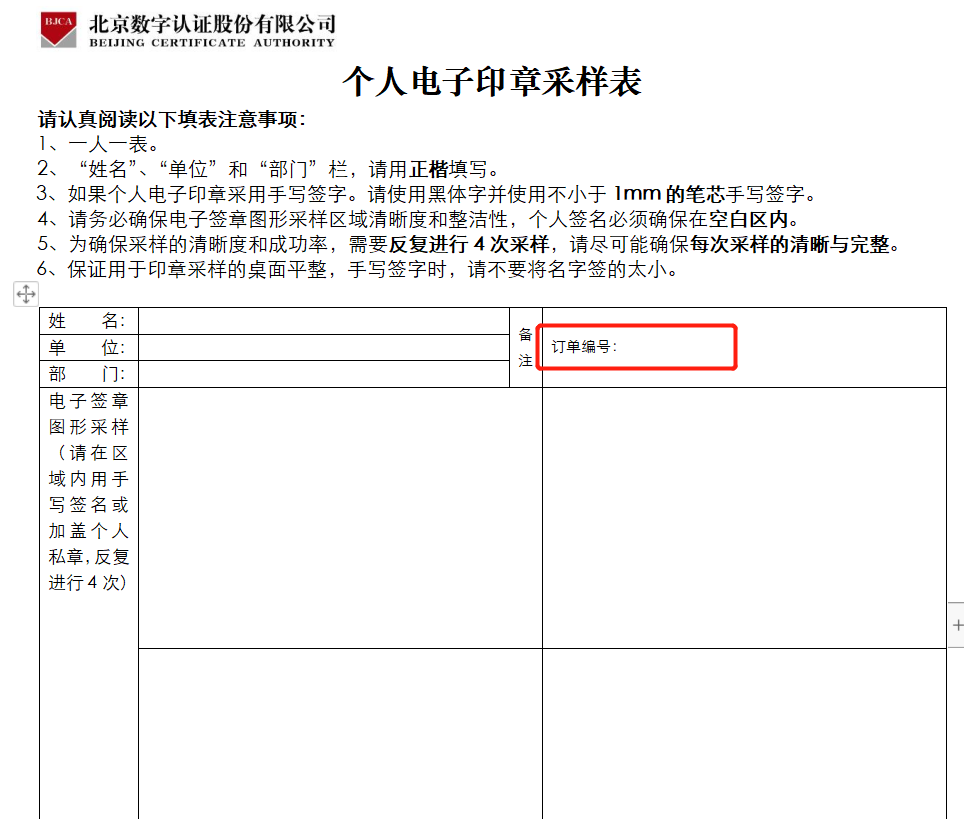 BJCA 北京数字认证股份有限公司
BEIJING CERTIFICATE AUTHORITY
个人电子印章采样表
请认真阅读以下填表注意事项：
1、一人一表。
2、“姓名”、“单位”和“部门”栏，请用正楷填写。
3、如果个人电子印章采用手写签字。请使用黑体字并使用不小于 1mm 的笔芯手写签字。
4、请务必确保电子签章图形采样区域清晰度和整洁性，个人签名必须确保在空白区内。
5、为确保采样的清晰度和成功率，需要反复进行 4 次采样，请尽可能确保每次采样的清晰与完整。
6、保证用于印章采样的桌面平整，手写签字时，请不要将名字签的太小。
姓 名：
单 位：
部 门：
备
注
订单编号：
电子签章
图形采样
（请在区
域内用手
写签名或
加盖个人
私章，反复
进行 4 次）